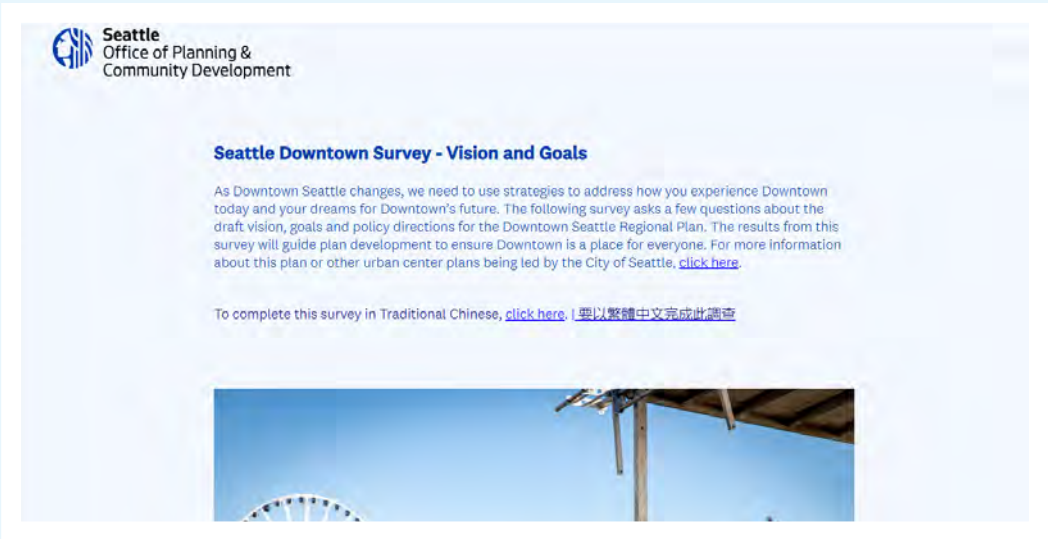 Seattle
Office of Planning &
Community Development
Seattle Downtown Survey - Vision and Goals
As Downtown Seattle changes, we need to use strategies to address how you experience Downtown
today and your dreams for Downtown's future. The following survey asks a few questions about the
draft vision, goals and policy directions for the Downtown Seattle Regional Plan. The results from this
survey will guide plan development to ensure Downtown is a place for everyone. For more information
about this plan or other urban center plans being led by the City of Seattle, click here.
To complete this survey in Traditional Chinese, click here. | 要以繁體中文完成此調查